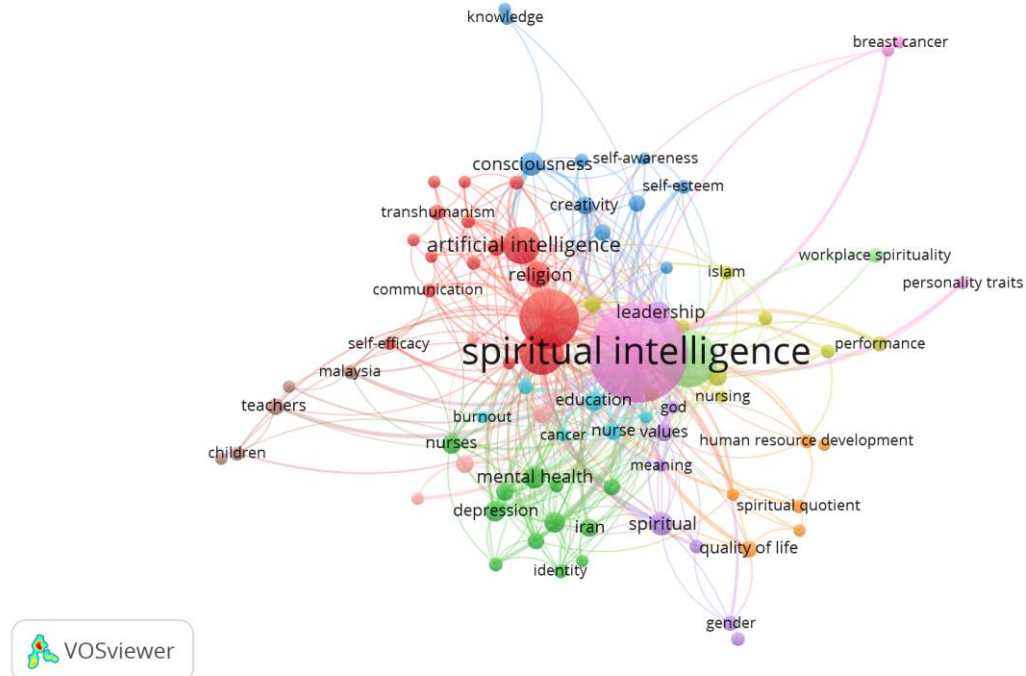 knowledge
breast cancer
consciousness
self-awareness
self-esteem
creativity
transhumanism
artificial intelligence
religion
islam
workplace spirituality
personality traits
communication
leadership
self-efficacy
spiritual intelligence
performance
malaysia
teachers
education
god
nursing
burnout
cancer
nurse
values
nurses
human resource development
children
meaning
mental health
depression
iran
spiritual
spiritual quotient
quality of life
identity
gender
VOSviewer